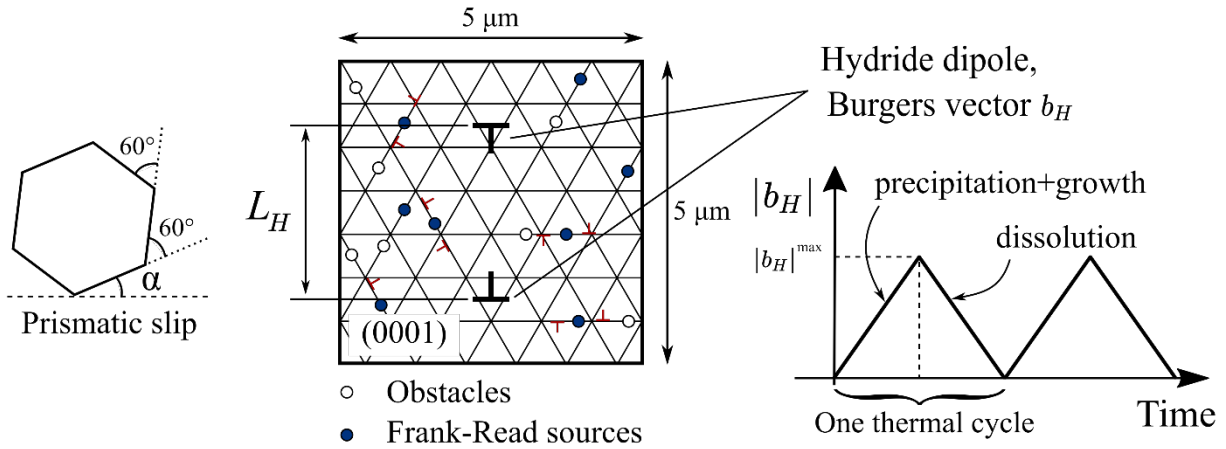 60°
60°
α
Prismatic slip
5 μm
L_H
(0001)
5 μm
Obstacles
Frank-Read sources
Hydride dipole,
Burgers vector b_H
|b_H|
|b_H|^max
precipitation+growth
dissolution
One thermal cycle
Time